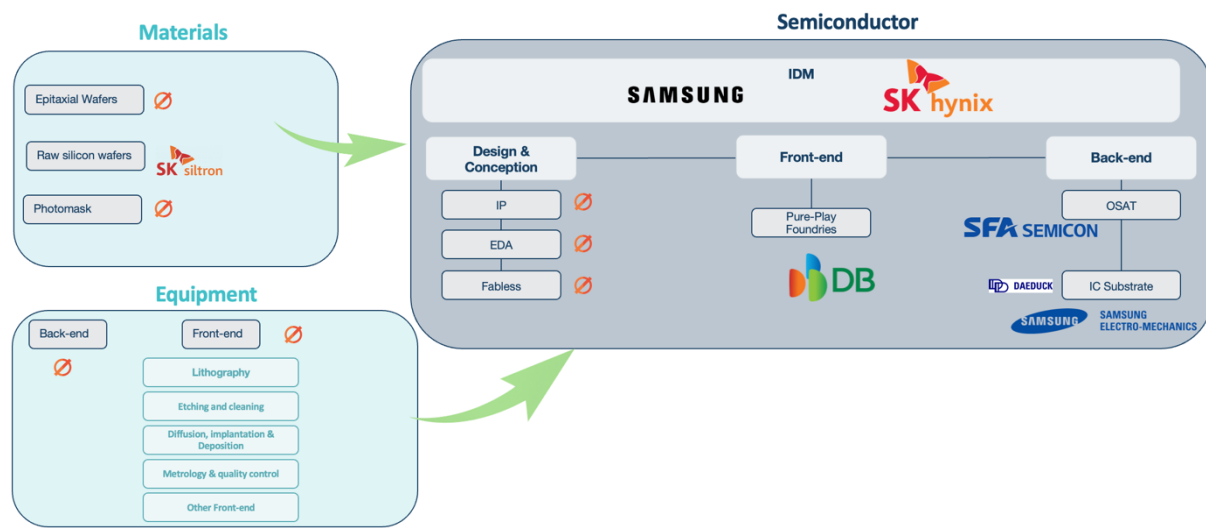 Materials
Epitaxial Wafers
Raw silicon wafers
SK siltron
Photomask
Equipment
Back-end
Front-end
Lithography
Etching and cleaning
Diffusion, implantation &
Deposition
Metrology & quality control
Other Front-end
Semiconductor
IDM
SAMSUNG
SK hynix
Design &
Conception
IP
EDA
Fabless
Front-end
Pure-Play
Foundries
DB
Back-end
OSAT
SFA SEMICON
DAEDUCK
IC Substrate
SAMSUNG
SAMSUNG
ELECTRO-MECHANICS